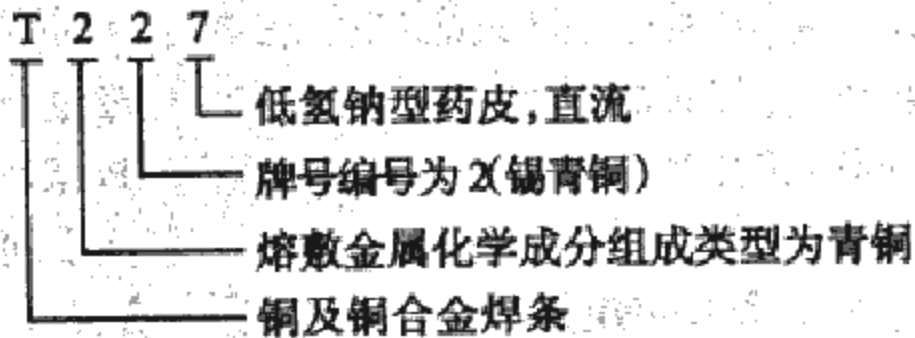 T 2 2 7
低氢钠型药皮,直流
牌号编号为2(锡青铜)
熔敷金属化学成分组成类型为青铜
铜及铜合金焊条